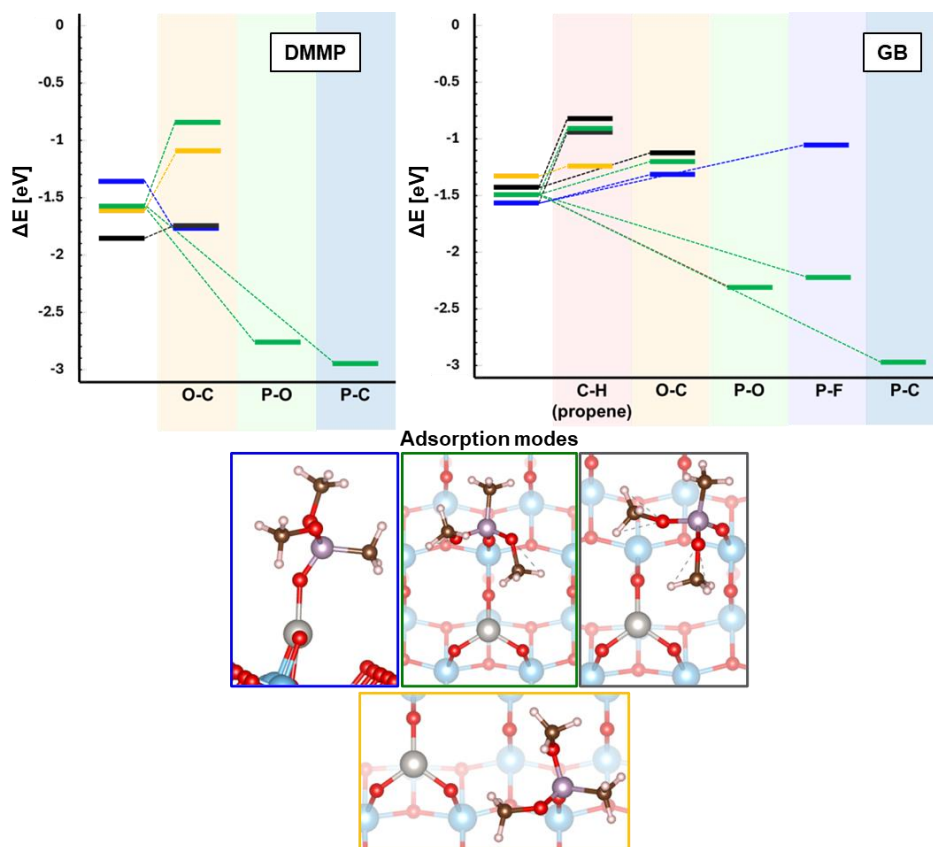 DMMP
0
-0.5
-1
-1.5
-2
-2.5
-3
ΔE [eV]
O-C P-O P-C
GB
0
-0.5
-1
-1.5
-2
-2.5
-3
ΔE [eV]
C-H O-C P-O P-F P-C
(propene)
Adsorption modes